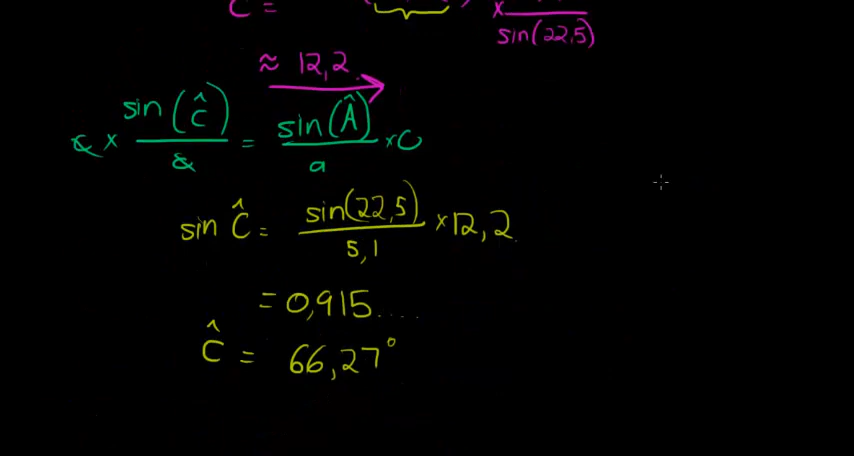 C =
×
sin(22,5)
≈ 12,2
c × sin(Ĉ)/c = sin(Â)/a × C
sin Ĉ = sin(22,5)/5,1 × 12,2
= 0,915....
Ĉ = 66,27°